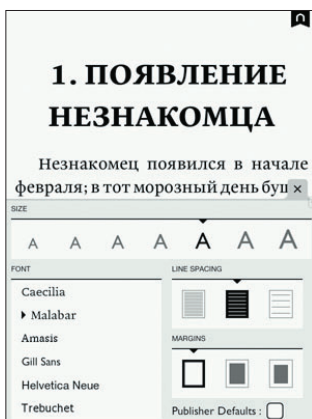 1. ПОЯВЛЕНИЕ
НЕЗНАКОМЦА
Незнакомец появился в начале
февраля; в тот морозный день
SIZE
A A A A A A A
FONT
LINE SPACING
Caecilia
Malabar
Amasis
Gill Sans
Helvetica Neue
Trebuchet
MARGINS
Publisher Defaults :